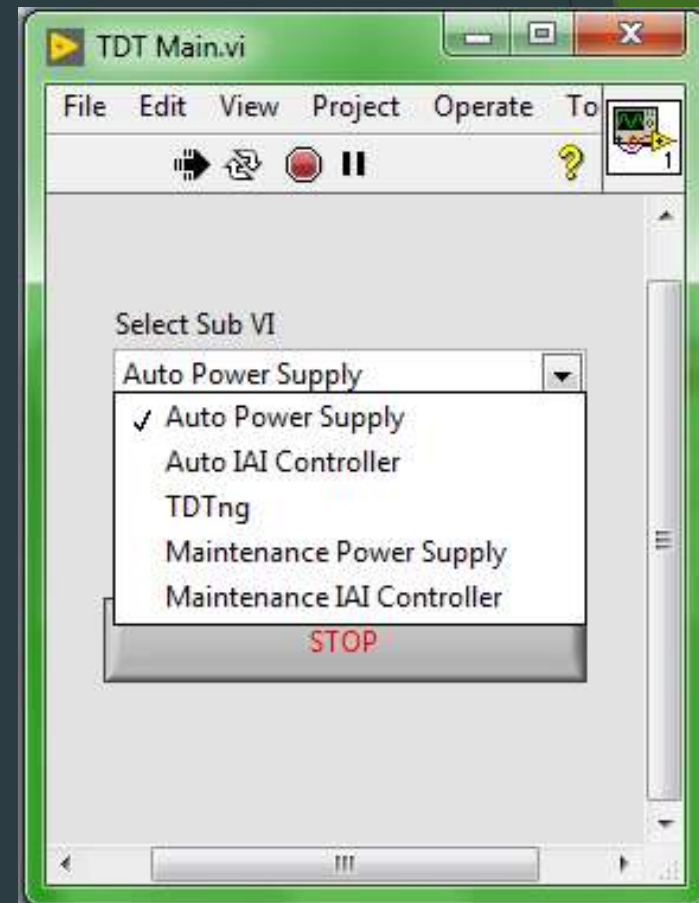 TDT Main.vi
File Edit View Project Operate To
1
Select Sub VI
Auto Power Supply
Auto Power Supply
Auto IAI Controller
TDTng
Maintenance Power Supply
Maintenance IAI Controller
STOP